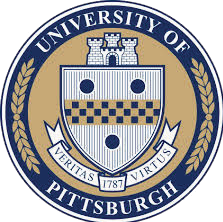 UNIVERSITY OF
VERITAS 1787 VIRTUS
PITTSBURGH